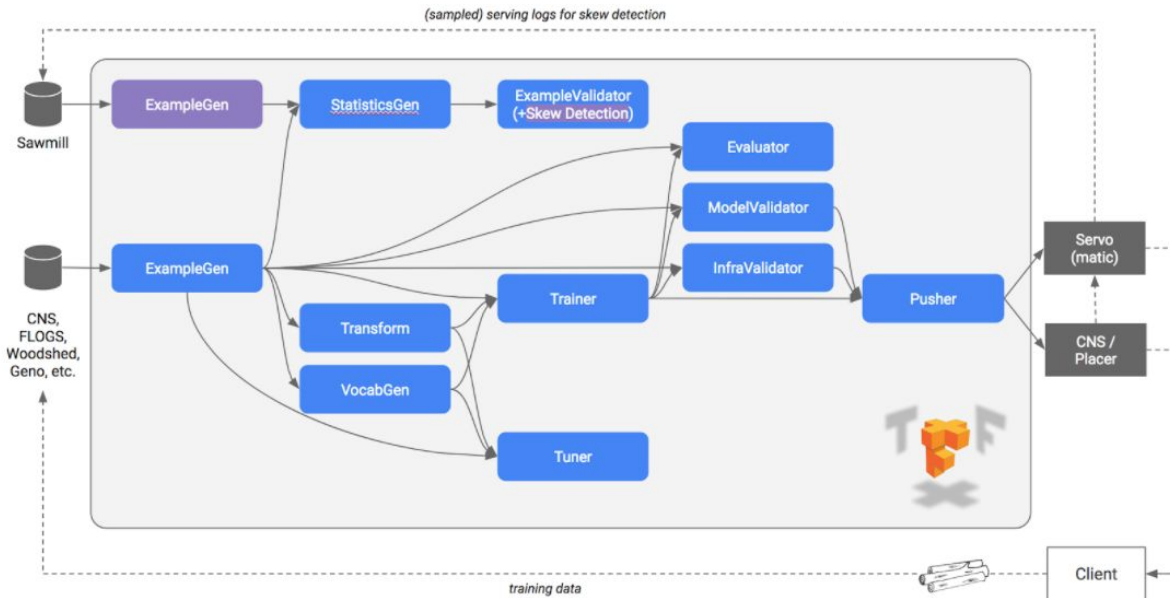 (sampled) serving logs for skew detection
ExampleGen
StatisticsGen
ExampleValidator
(+Skew Detection)
Sawmill
Evaluator
ModelValidator
InfraValidator
Servo
(matic)
ExampleGen
Trainer
Pusher
CNS,
FLOGS,
Woodshed,
Geno, etc.
Transform
CNS /
Placer
VocabGen
Tuner
T F X
Client
training data